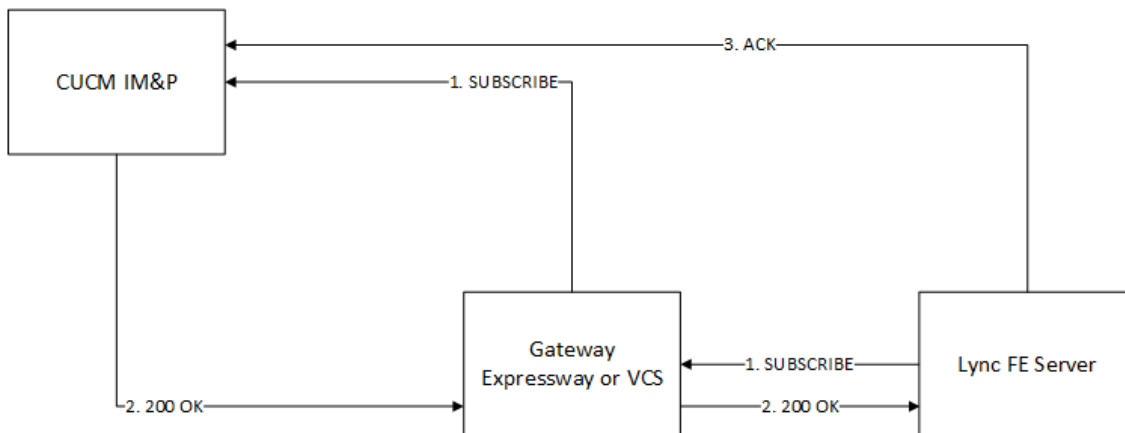 3. ACK
CUCM IM&P
1. SUBSCRIBE
Gateway
Expressway or VCS
1. SUBSCRIBE
Lync FE Server
2. 200 OK
2. 200 OK